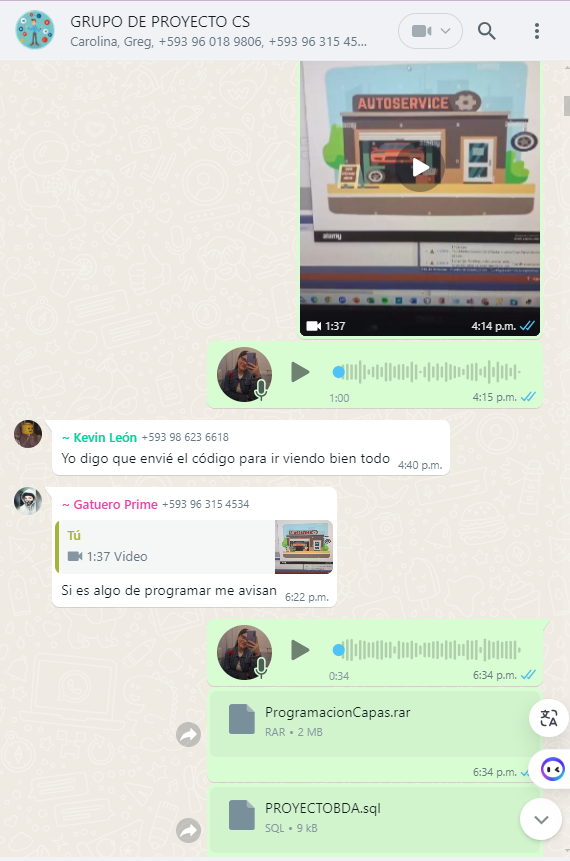 GRUPO DE PROYECTO CS
Carolina, Greg, +593 96 018 9806, +593 96 315 45...
AUTOSERVICE
alamy
1:37
4:14 p.m.
1:00
4:15 p.m.
~ Kevin León +593 98 623 6618
Yo digo que envié el código para ir viendo bien todo
4:40 p.m.
~ Gatuero Prime +593 96 315 4534
Tú
1:37 Video
Si es algo de programar me avisan
6:22 p.m.
0:34
6:34 p.m.
ProgramacionCapas.rar
RAR • 2 MB
6:34 p.m.
PROYECTOBDA.sql
SQL • 9 kB